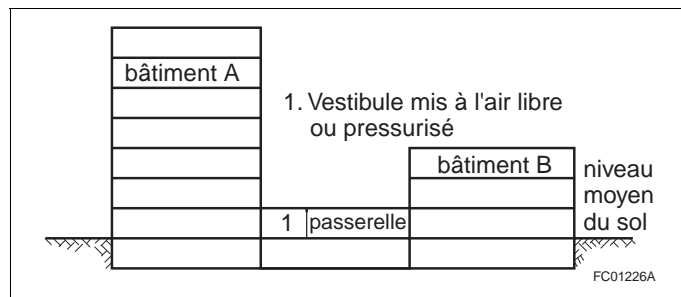 bâtiment A
1. Vestibule mis à l'air libre
ou pressurisé
bâtiment B
niveau
moyen
du sol
1 passerelle
FC01226A